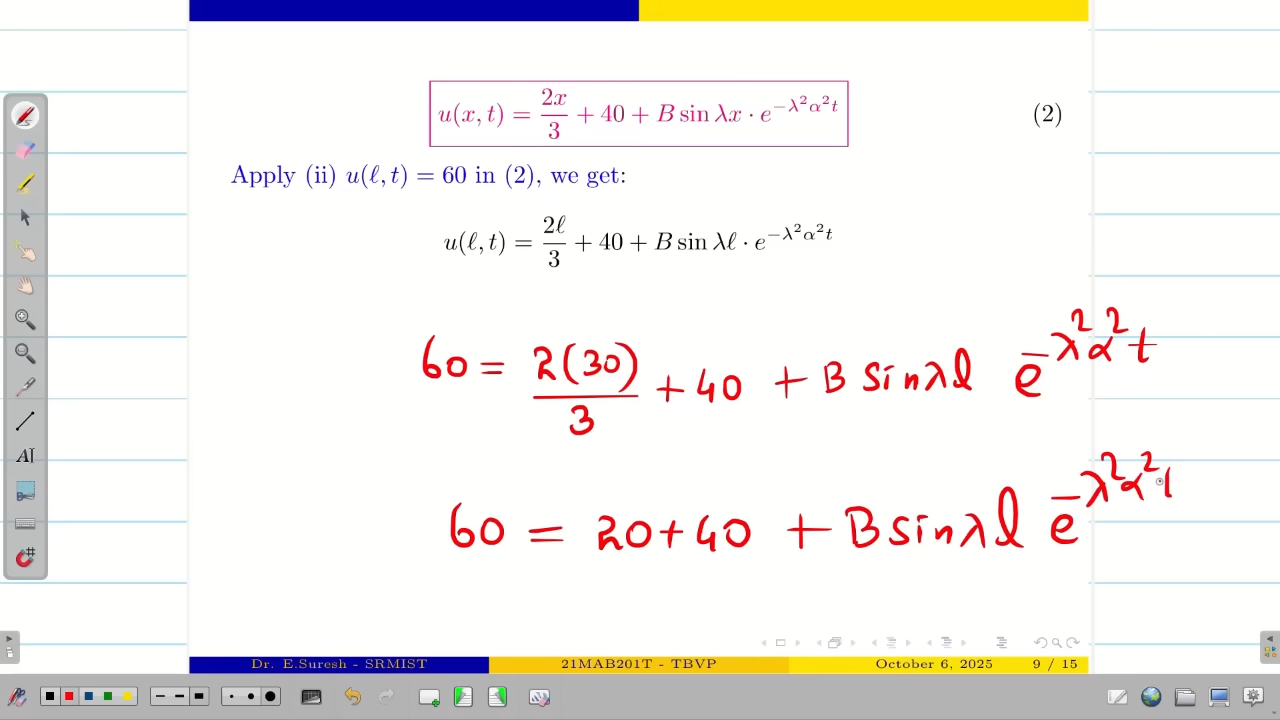 u(x, t) = 2x/3 + 40 + B sin λx · e^{−λ²α²t} (2)
Apply (ii) u(ℓ, t) = 60 in (2), we get:
u(ℓ, t) = 2ℓ/3 + 40 + B sin λℓ · e^{−λ²α²t}
60 = 2(30)/3 + 40 + B sinλl e^{−λ²α²t}
60 = 20+40 + B sinλl e^{−λ²α²t}
AI
Dr. E.Suresh - SRMIST 21MAB201T - TBVP October 6, 2025 9 / 15